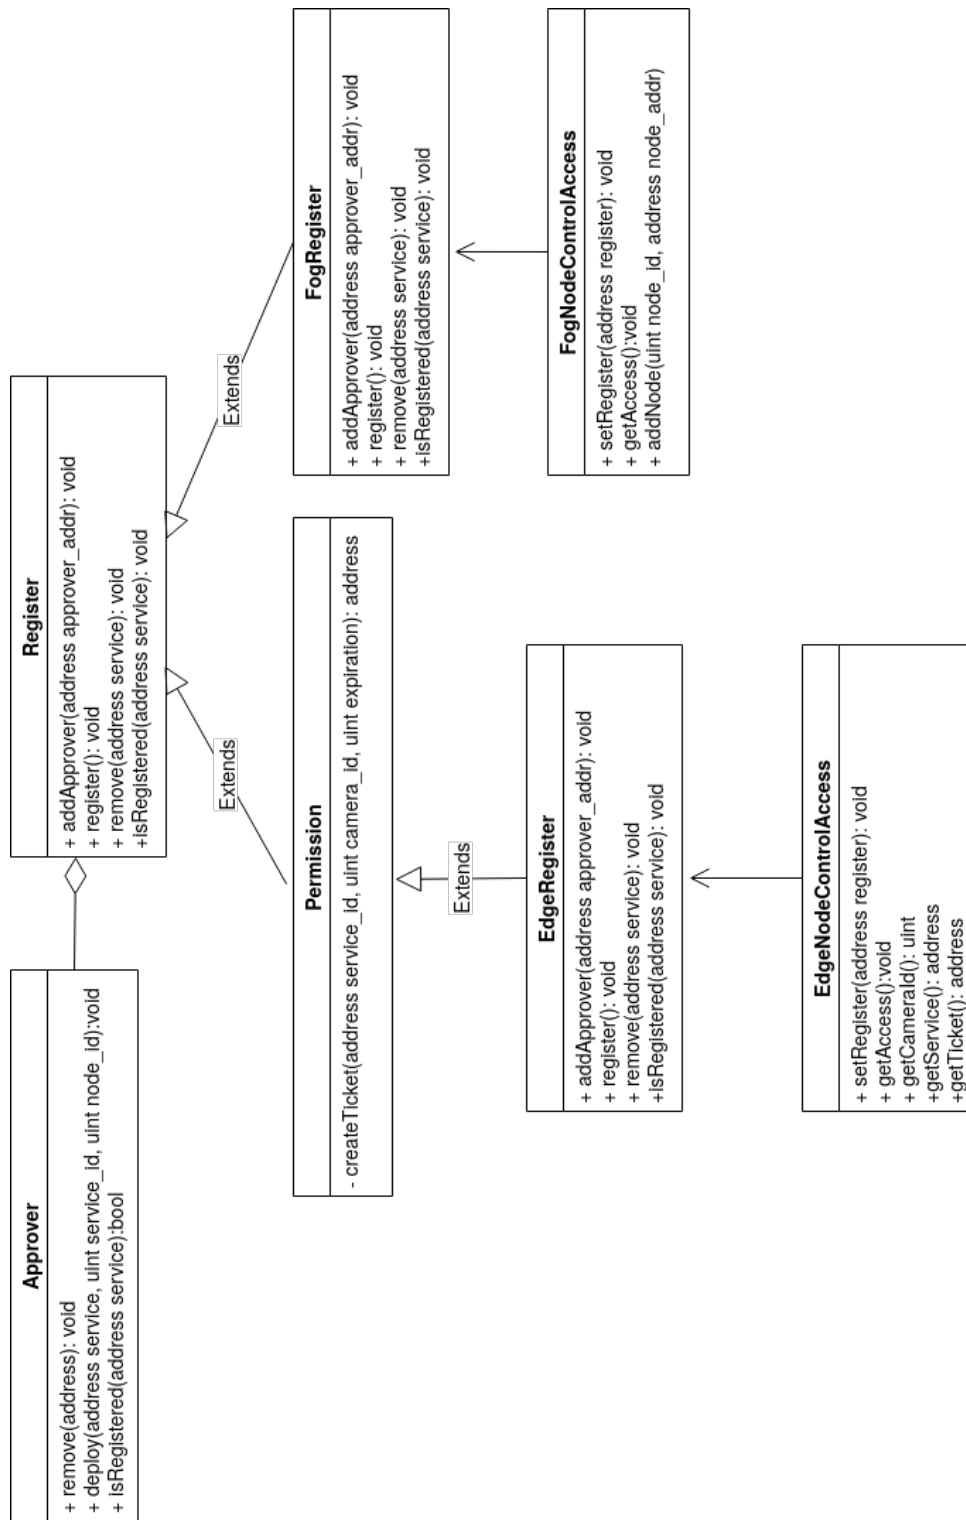 Approver
+ remove(address): void
+ deploy(address service, uint service_id, uint node_id):void
+ isRegistered(address service):bool
Register
+ addApprover(address approver_addr): void
+ register(): void
+ remove(address service): void
+isRegistered(address service): void
Extends
Extends
Permission
- createTicket(address service_id, uint camera_id, uint expiration): address
FogRegister
+ addApprover(address approver_addr): void
+ register(): void
+ remove(address service): void
+isRegistered(address service): void
Extends
EdgeRegister
+ addApprover(address approver_addr): void
+ register(): void
+ remove(address service): void
+isRegistered(address service): void
FogNodeControlAccess
+ setRegister(address register): void
+ getAccess():void
+ addNode(uint node_id, address node_addr)
EdgeNodeControlAccess
+ setRegister(address register): void
+ getAccess():void
+ getCameraId(): uint
+getService(): address
+getTicket(): address